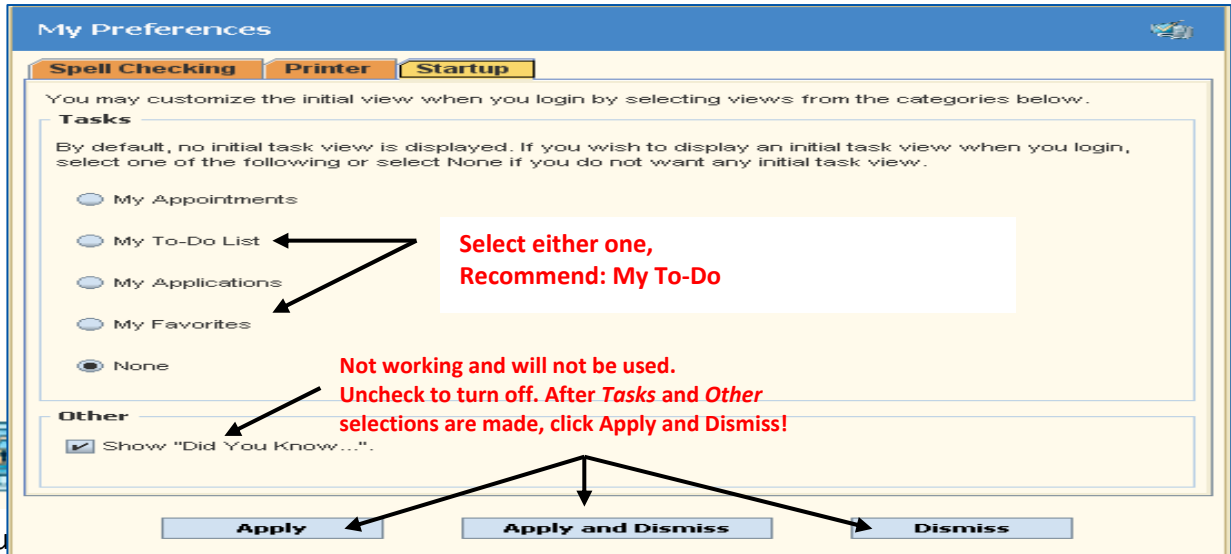 My Preferences
Spell Checking Printer Startup
You may customize the initial view when you login by selecting views from the categories below.
Tasks
By default, no initial task view is displayed. If you wish to display an initial task view when you login,
select one of the following or select None if you do not want any initial task view.
My Appointments
My To-Do List
Select either one,
Recommend: My To-Do
My Applications
My Favorites
None
Not working and will not be used.
Uncheck to turn off. After Tasks and Other
selections are made, click Apply and Dismiss!
Other
Show "Did You Know...".
Apply Apply and Dismiss Dismiss